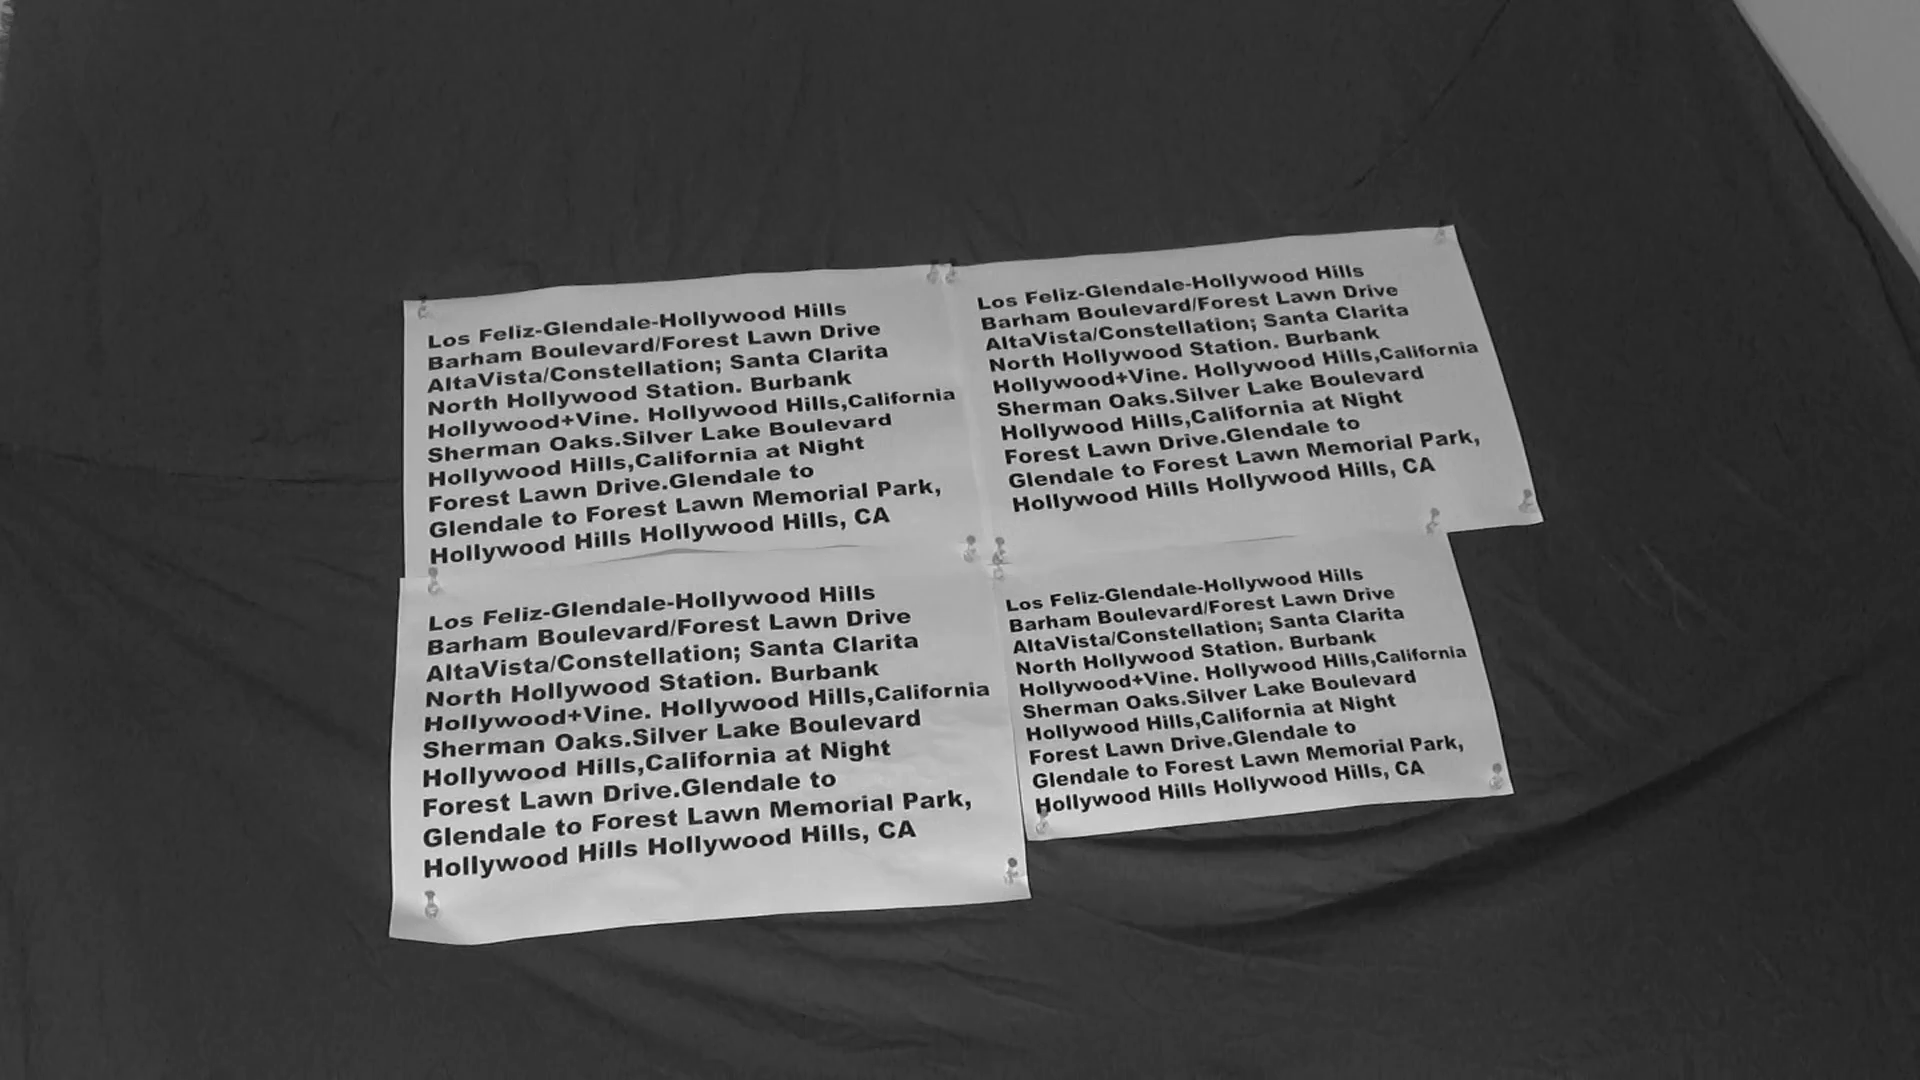 Los Feliz-Glendale-Hollywood Hills
Barham Boulevard/Forest Lawn Drive
AltaVista/Constellation; Santa Clarita
North Hollywood Station. Burbank
Hollywood+Vine. Hollywood Hills,California
Sherman Oaks.Silver Lake Boulevard
Hollywood Hills,California at Night
Forest Lawn Drive.Glendale to
Glendale to Forest Lawn Memorial Park,
Hollywood Hills Hollywood Hills, CA
Los Feliz-Glendale-Hollywood Hills
Barham Boulevard/Forest Lawn Drive
AltaVista/Constellation; Santa Clarita
North Hollywood Station. Burbank
Hollywood+Vine. Hollywood Hills,California
Sherman Oaks.Silver Lake Boulevard
Hollywood Hills,California at Night
Forest Lawn Drive.Glendale to
Glendale to Forest Lawn Memorial Park,
Hollywood Hills Hollywood Hills, CA
Los Feliz-Glendale-Hollywood Hills
Barham Boulevard/Forest Lawn Drive
AltaVista/Constellation; Santa Clarita
North Hollywood Station. Burbank
Hollywood+Vine. Hollywood Hills,California
Sherman Oaks.Silver Lake Boulevard
Hollywood Hills,California at Night
Forest Lawn Drive.Glendale to
Glendale to Forest Lawn Memorial Park,
Hollywood Hills Hollywood Hills, CA
Los Feliz-Glendale-Hollywood Hills
Barham Boulevard/Forest Lawn Drive
AltaVista/Constellation; Santa Clarita
North Hollywood Station. Burbank
Hollywood+Vine. Hollywood Hills,California
Sherman Oaks.Silver Lake Boulevard
Hollywood Hills,California at Night
Forest Lawn Drive.Glendale to
Glendale to Forest Lawn Memorial Park,
Hollywood Hills Hollywood Hills, CA